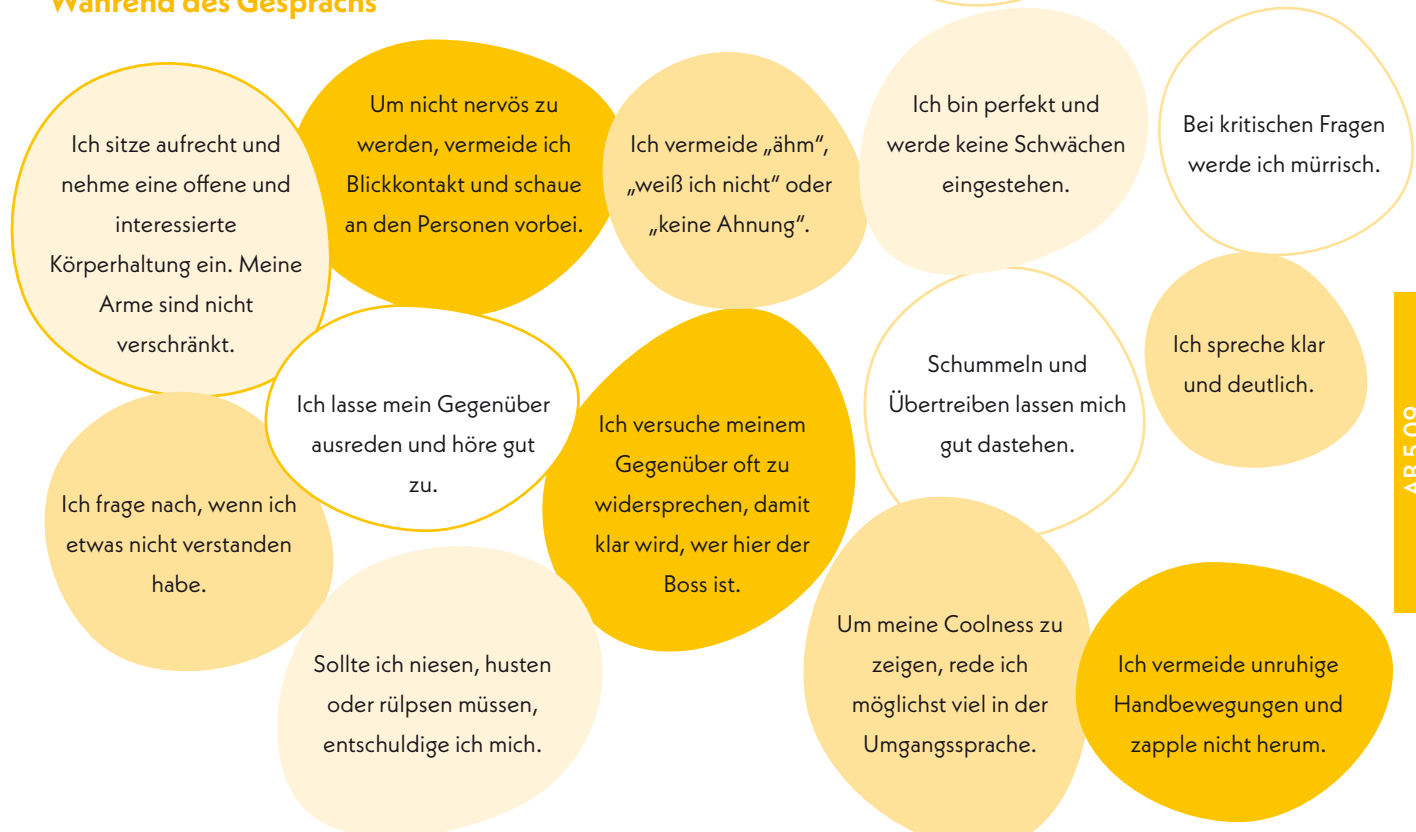 Während des Gesprächs
Ich sitze aufrecht und
nehme eine offene und
interessierte
Körperhaltung ein. Meine
Arme sind nicht
verschränkt.
Um nicht nervös zu
werden, vermeide ich
Blickkontakt und schaue
an den Personen vorbei.
Ich vermeide „ähm“,
„weiß ich nicht“ oder
„keine Ahnung“.
Ich bin perfekt und
werde keine Schwächen
eingestehen.
Bei kritischen Fragen
werde ich mürrisch.
Ich frage nach, wenn ich
etwas nicht verstanden
habe.
Ich lasse mein Gegenüber
ausreden und höre gut
zu.
Ich versuche meinem
Gegenüber oft zu
widersprechen, damit
klar wird, wer hier der
Boss ist.
Schummeln und
Übertreiben lassen mich
gut dastehen.
Ich spreche klar
und deutlich.
Sollte ich niesen, husten
oder rülpsen müssen,
entschuldige ich mich.
Um meine Coolness zu
zeigen, rede ich
möglichst viel in der
Umgangssprache.
Ich vermeide unruhige
Handbewegungen und
zapple nicht herum.
AB 5.09